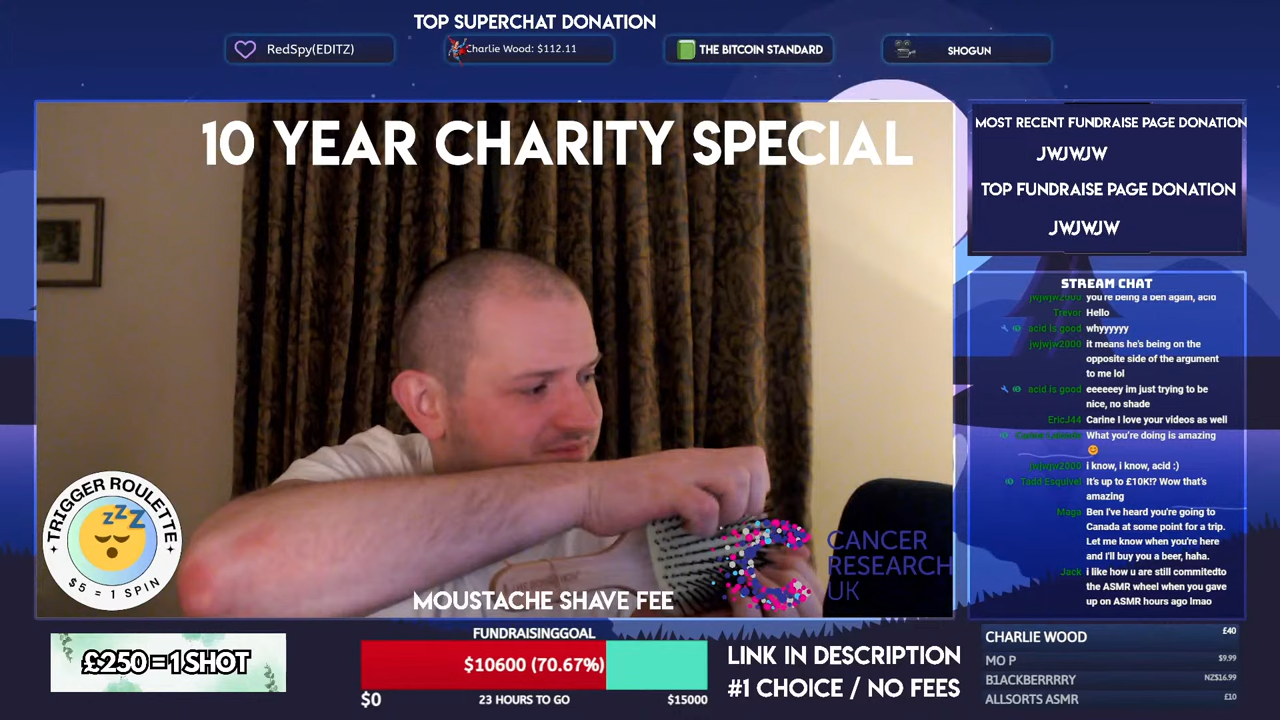 TOP SUPERCHAT DONATION
RedSpy(EDITZ)
Charlie Wood: $112.11
THE BITCOIN STANDARD
SHOGUN
10 YEAR CHARITY SPECIAL
MOST RECENT FUNDRAISE PAGE DONATION
JWJWJW
TOP FUNDRAISE PAGE DONATION
JWJWJW
STREAM CHAT
jwjwjw2000 you're being a ben again, acid
Trevor Hello
acid is good whyyyyyy
jwjwjw2000 it means he's being on the
opposite side of the argument
to me lol
acid is good eeeeeey im just trying to be
nice, no shade
EricJ44 Carine I love your videos as well
What you're doing is amazing
jwjwjw2000 i know, i know, acid :)
Tadd Esquivel It's up to £10K!? Wow that's
amazing
Maga Ben I've heard you're going to
Canada at some point for a trip.
Let me know when you're here
and I'll buy you a beer, haha.
Jack i like how u are still commitedto
the ASMR wheel when you gave
up on ASMR hours ago lmao
TRIGGER ROULETTE
zZZ
$5 = 1 SPIN
CANCER
RESEARCH
UK
MOUSTACHE SHAVE FEE
£250 = 1 SHOT
FUNDRAISINGGOAL
$10600 (70.67%)
$0
23 HOURS TO GO
$15000
LINK IN DESCRIPTION
#1 CHOICE / NO FEES
CHARLIE WOOD £40
MO P $9.99
B1ACKBERRRRY NZ$16.99
ALLSORTS ASMR £10